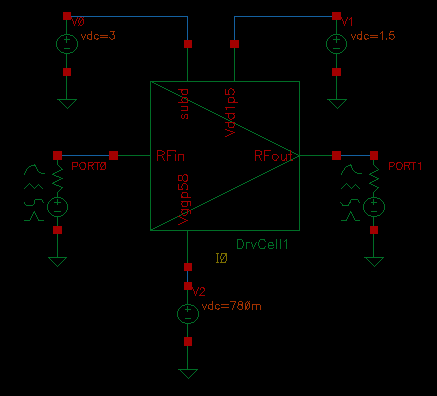 V0
vdc=3
V1
vdc=1.5
subd
Vdd1p5
PORT0
RFin
RFout
PORT1
Vggp58
DrvCell1
I0
V2
vdc=780m